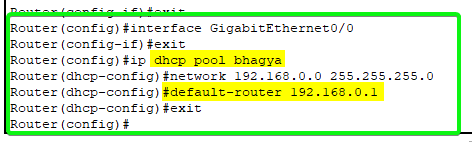 Router(config-if)#exit
Router(config)#interface GigabitEthernet0/0
Router(config-if)#exit
Router(config)#ip dhcp pool bhagya
Router(dhcp-config)#network 192.168.0.0 255.255.255.0
Router(dhcp-config)#default-router 192.168.0.1
Router(dhcp-config)#exit
Router(config)#